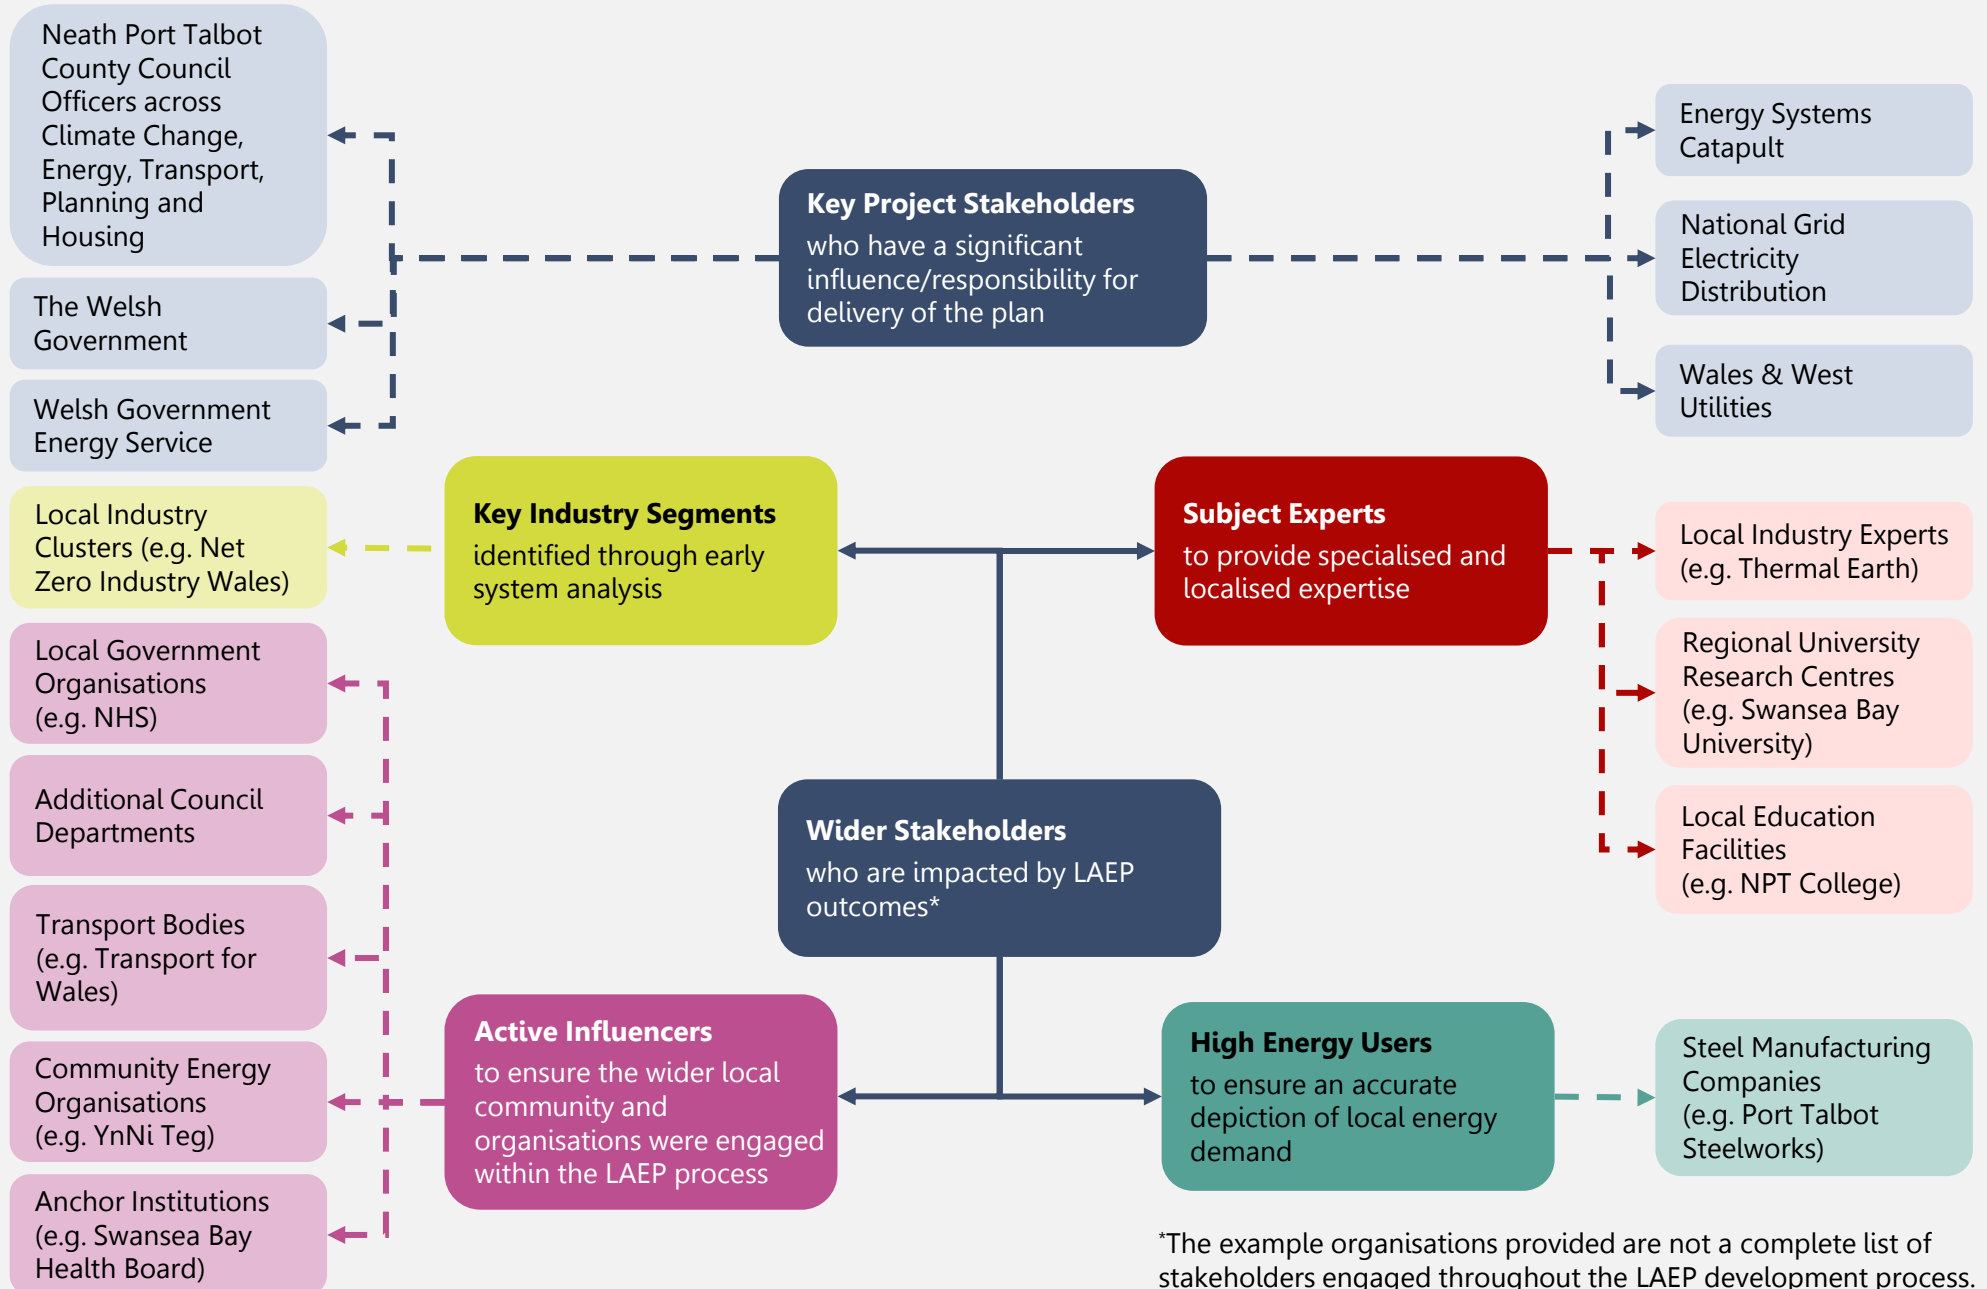 Neath Port Talbot
County Council
Officers across
Climate Change,
Energy, Transport,
Planning and
Housing
The Welsh
Government
Welsh Government
Energy Service
Key Project Stakeholders
who have a significant
influence/responsibility for
delivery of the plan
Energy Systems
Catapult
National Grid
Electricity
Distribution
Wales & West
Utilities
Local Industry
Clusters (e.g. Net
Zero Industry Wales)
Key Industry Segments
identified through early
system analysis
Subject Experts
to provide specialised and
localised expertise
Local Industry Experts
(e.g. Thermal Earth)
Regional University
Research Centres
(e.g. Swansea Bay
University)
Local Education
Facilities
(e.g. NPT College)
Local Government
Organisations
(e.g. NHS)
Additional Council
Departments
Transport Bodies
(e.g. Transport for
Wales)
Community Energy
Organisations
(e.g. YnNi Teg)
Anchor Institutions
(e.g. Swansea Bay
Health Board)
Wider Stakeholders
who are impacted by LAEP
outcomes*
Active Influencers
to ensure the wider local
community and
organisations were engaged
within the LAEP process
High Energy Users
to ensure an accurate
depiction of local energy
demand
Steel Manufacturing
Companies
(e.g. Port Talbot
Steelworks)
*The example organisations provided are not a complete list of
stakeholders engaged throughout the LAEP development process.